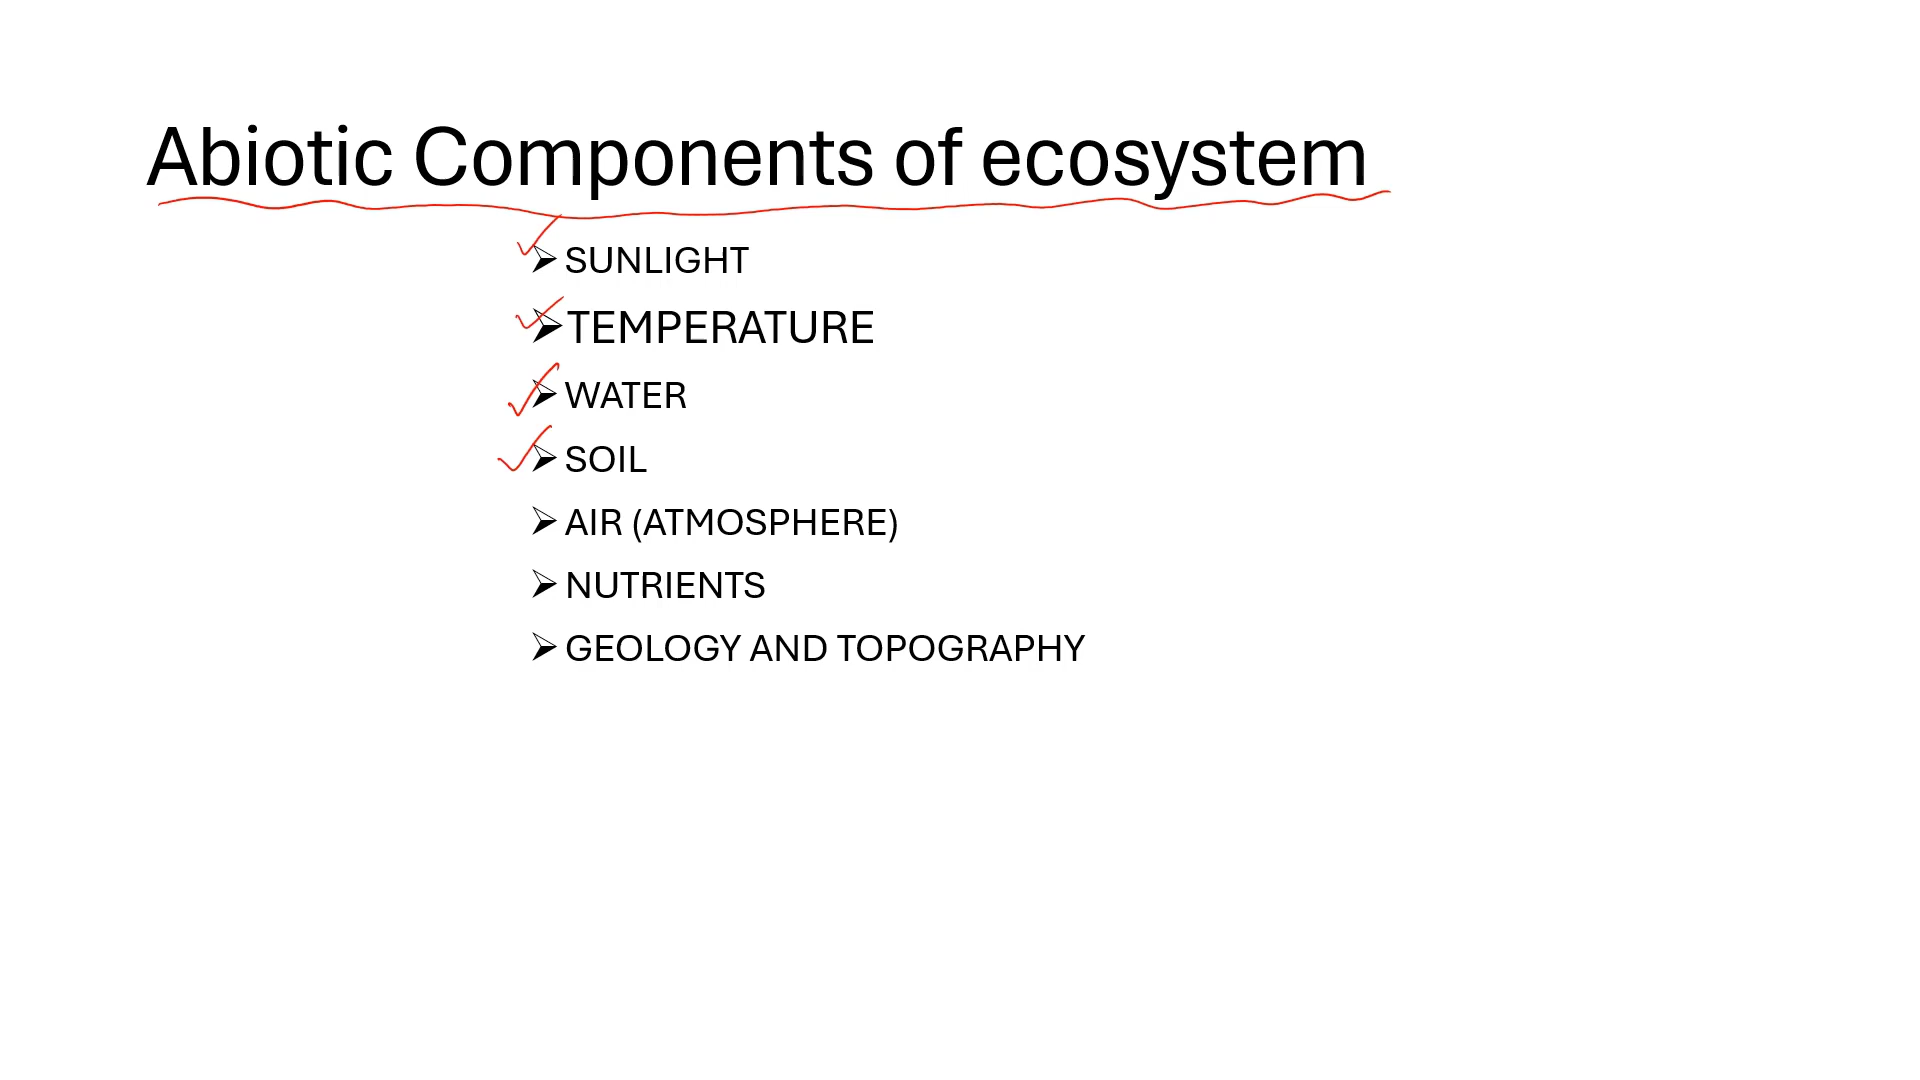 Abiotic Components of ecosystem
SUNLIGHT
TEMPERATURE
WATER
SOIL
AIR (ATMOSPHERE)
NUTRIENTS
GEOLOGY AND TOPOGRAPHY